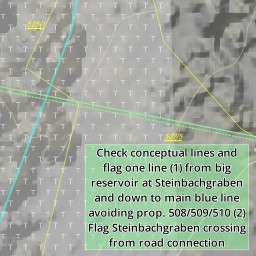 Check conceptual lines and
flag one line (1) from big
reservoir at Steinbachgraben
and down to main blue line
avoiding prop. 508/509/510 (2)
Flag Steinbachgraben crossing
from road connection